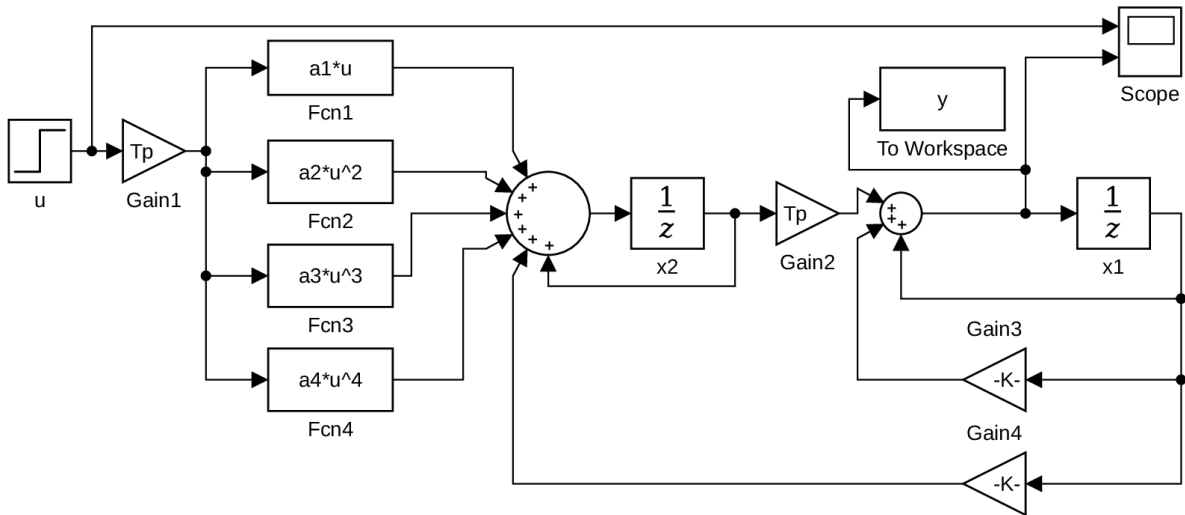 a1*u
Fcn1
u
Tp
Gain1
a2*u^2
Fcn2
a3*u^3
Fcn3
a4*u^4
Fcn4
+
+
+
+
+
+
1
z
x2
Tp
Gain2
+
+
+
y
To Workspace
Scope
1
z
x1
Gain3
-K-
Gain4
-K-